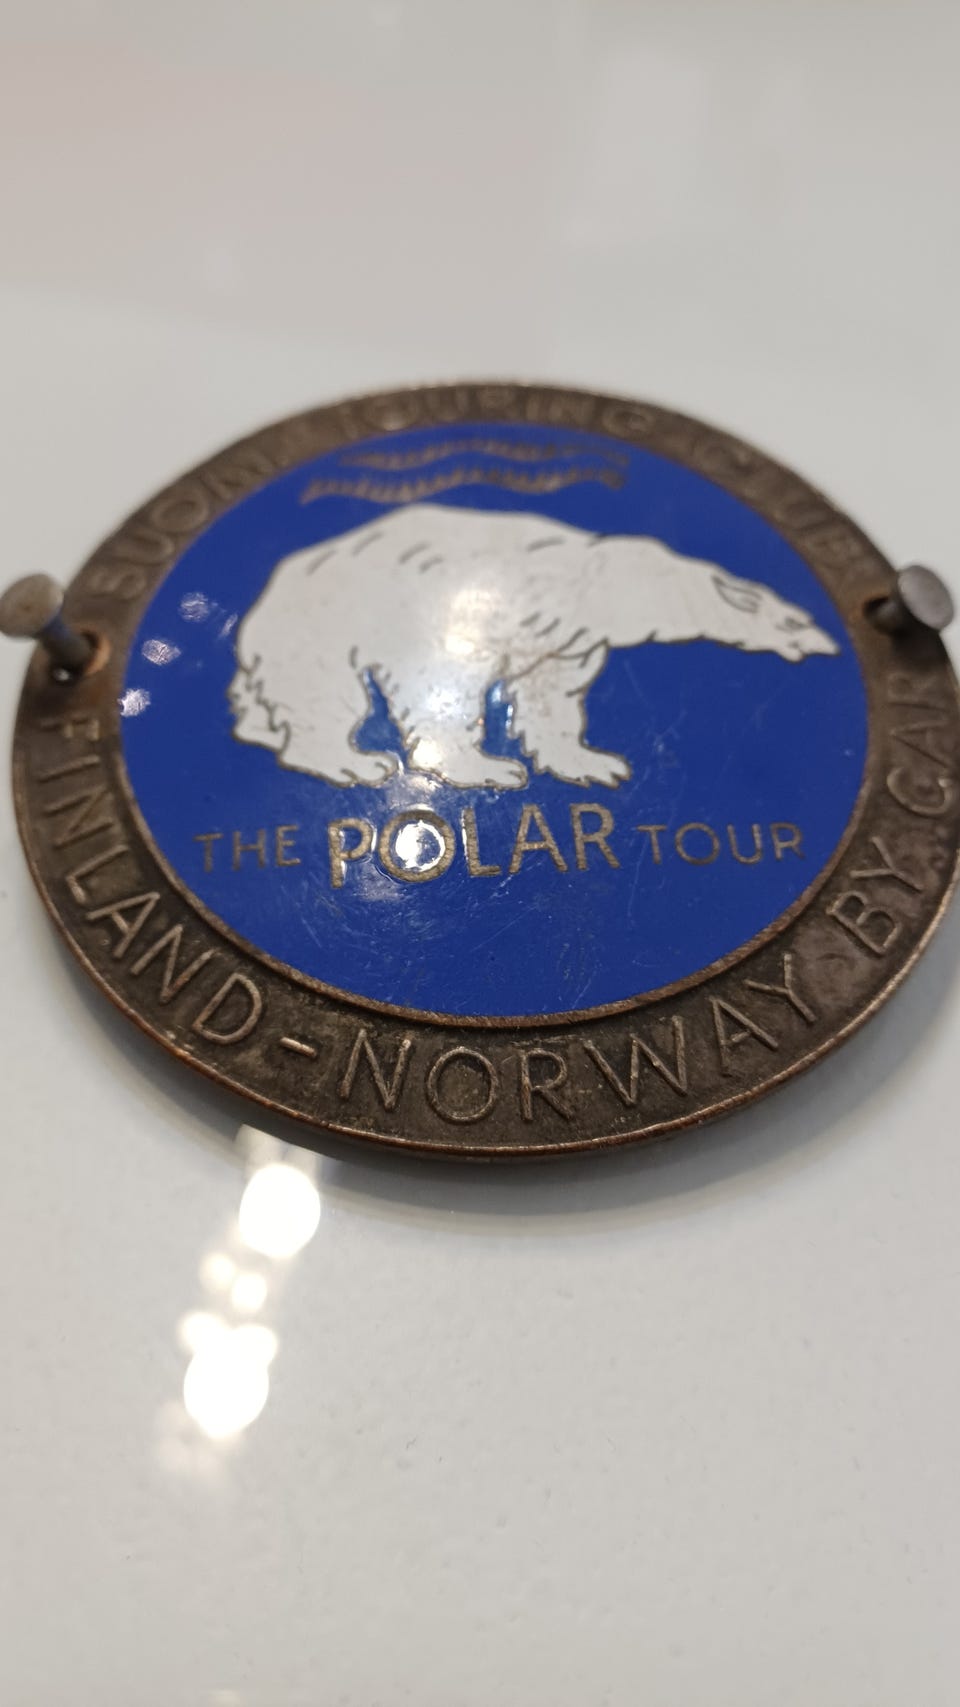 SUOMI TOURING CLUB
THE POLAR TOUR
FINLAND - NORWAY BY CAR